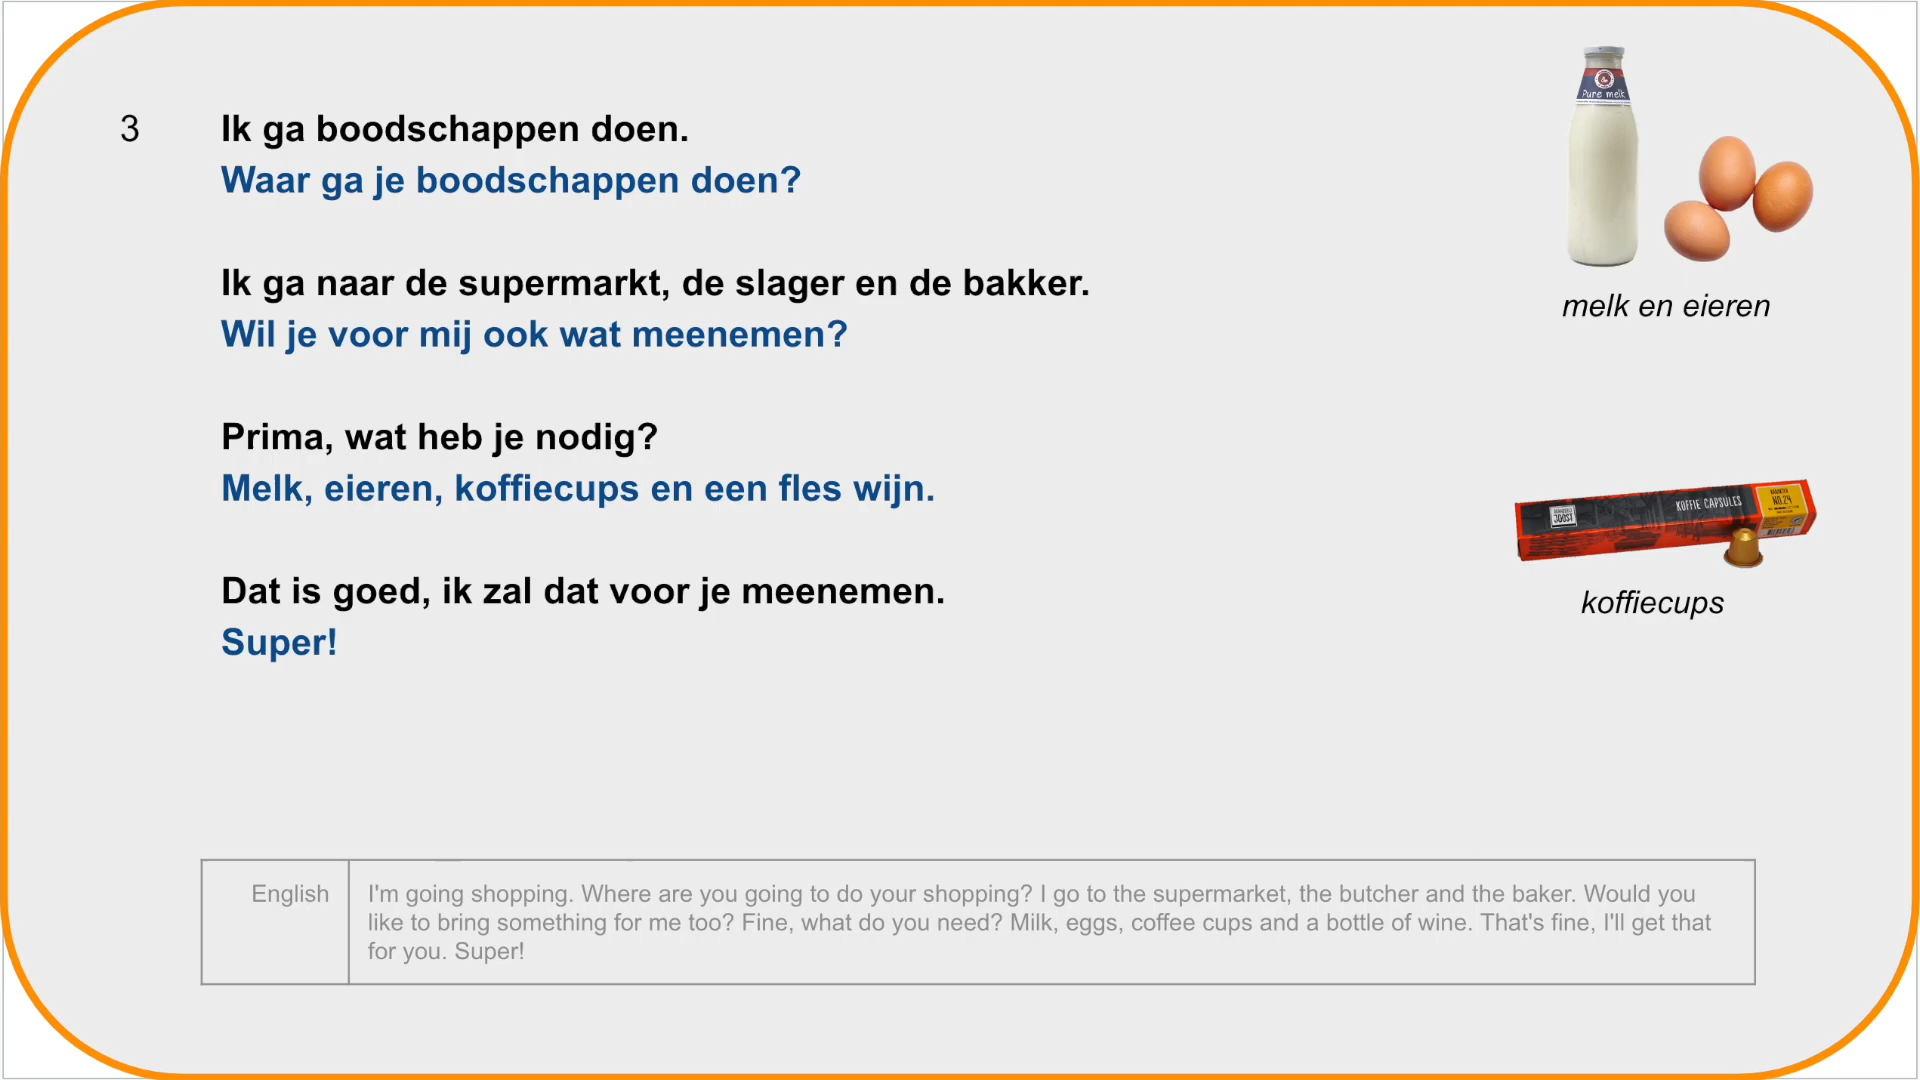 3
Ik ga boodschappen doen.
Waar ga je boodschappen doen?
Ik ga naar de supermarkt, de slager en de bakker.
Wil je voor mij ook wat meenemen?
Prima, wat heb je nodig?
Melk, eieren, koffiecups en een fles wijn.
Dat is goed, ik zal dat voor je meenemen.
Super!
Pure melk
melk en eieren
JOOST
KOFFIE CAPSULES
NO.24
koffiecups
English
I'm going shopping. Where are you going to do your shopping? I go to the supermarket, the butcher and the baker. Would you
like to bring something for me too? Fine, what do you need? Milk, eggs, coffee cups and a bottle of wine. That's fine, I'll get that
for you. Super!